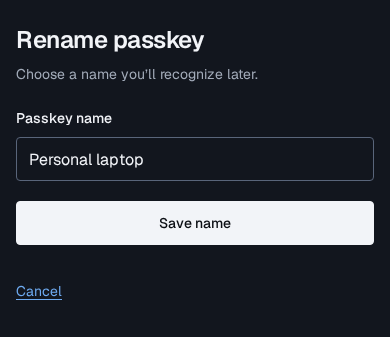 Rename passkey
Choose a name you'll recognize later.
Passkey name
Personal laptop
Save name
Cancel